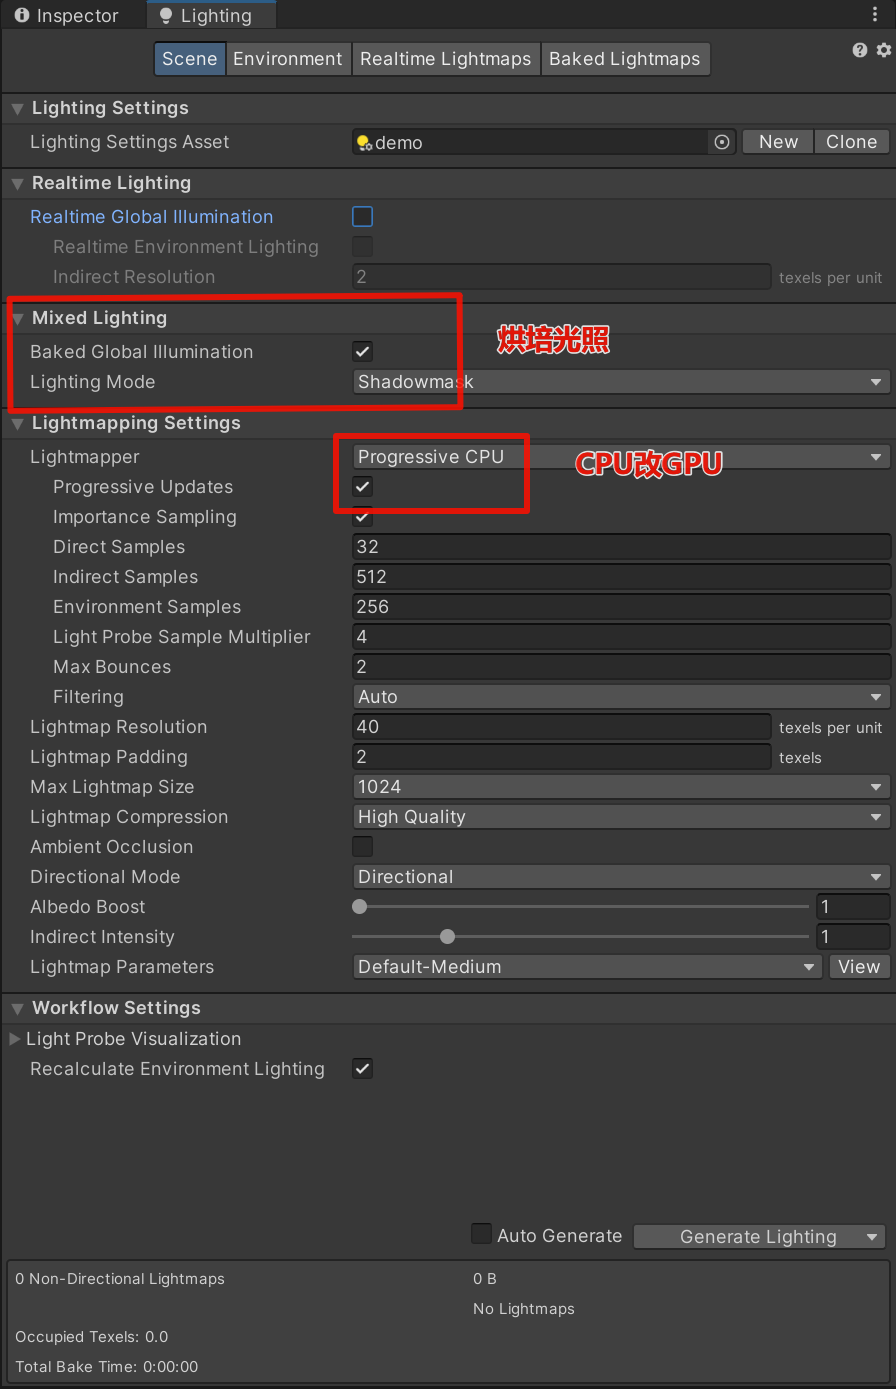 Inspector Lighting
Scene Environment Realtime Lightmaps Baked Lightmaps
Lighting Settings
Lighting Settings Asset demo New Clone
Realtime Lighting
Realtime Global Illumination
Realtime Environment Lighting
Indirect Resolution 2 texels per unit
Mixed Lighting
烘培光照
Baked Global Illumination
Lighting Mode Shadowmask
Lightmapping Settings
Lightmapper Progressive CPU CPU改GPU
Progressive Updates
Importance Sampling
Direct Samples 32
Indirect Samples 512
Environment Samples 256
Light Probe Sample Multiplier 4
Max Bounces 2
Filtering Auto
Lightmap Resolution 40 texels per unit
Lightmap Padding 2 texels
Max Lightmap Size 1024
Lightmap Compression High Quality
Ambient Occlusion
Directional Mode Directional
Albedo Boost 1
Indirect Intensity 1
Lightmap Parameters Default-Medium View
Workflow Settings
Light Probe Visualization
Recalculate Environment Lighting
Auto Generate Generate Lighting
0 Non-Directional Lightmaps 0 B
No Lightmaps
Occupied Texels: 0.0
Total Bake Time: 0:00:00